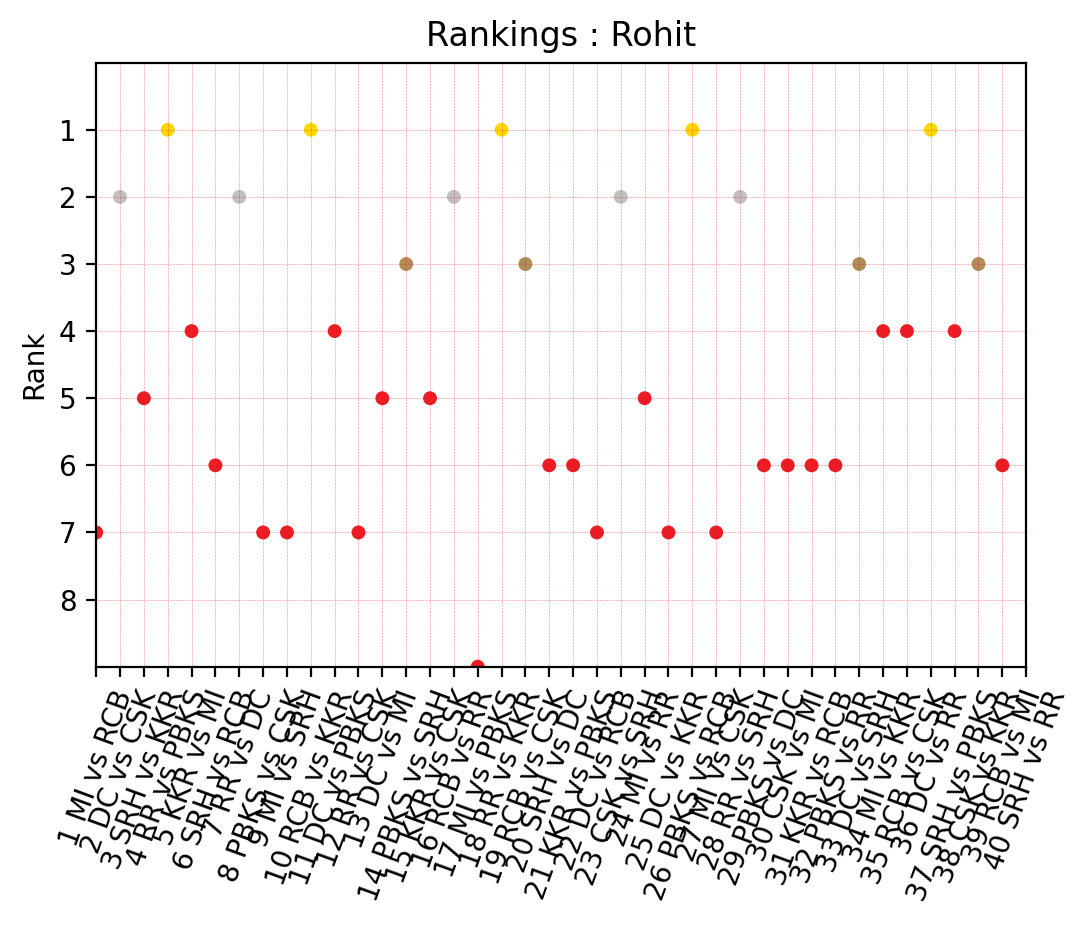 Rankings : Rohit
Rank
1
2
3
4
5
6
7
8
1 MI vs RCB
2 DC vs CSK
3 SRH vs KKR
4 RR vs PBKS
5 KKR vs MI
6 SRH vs RCB
7 RR vs DC
8 PBKS vs CSK
9 MI vs SRH
10 RCB vs KKR
11 DC vs PBKS
12 RR vs CSK
13 DC vs MI
14 PBKS vs SRH
15 KKR vs CSK
16 RCB vs RR
17 MI vs PBKS
18 RR vs KKR
19 RCB vs CSK
20 SRH vs DC
21 KKR vs PBKS
22 DC vs RCB
23 CSK vs SRH
24 MI vs RR
25 DC vs KKR
26 PBKS vs RCB
27 MI vs CSK
28 RR vs SRH
29 PBKS vs DC
30 CSK vs MI
31 KKR vs RCB
32 PBKS vs RR
33 DC vs SRH
34 MI vs KKR
35 RCB vs CSK
36 DC vs RR
37 SRH vs PBKS
38 CSK vs KKR
39 RCB vs MI
40 SRH vs RR